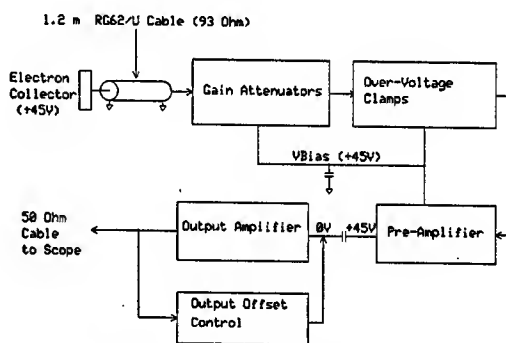 1.2 m RG62/U Cable (93 Ohm)
Electron
Collector
(+45V)
Gain Attenuators
Over-Voltage
Clamps
VBias (+45V)
50 Ohm
Cable
to Scope
Output Amplifier
0V
+45V
Pre-Amplifier
Output Offset
Control